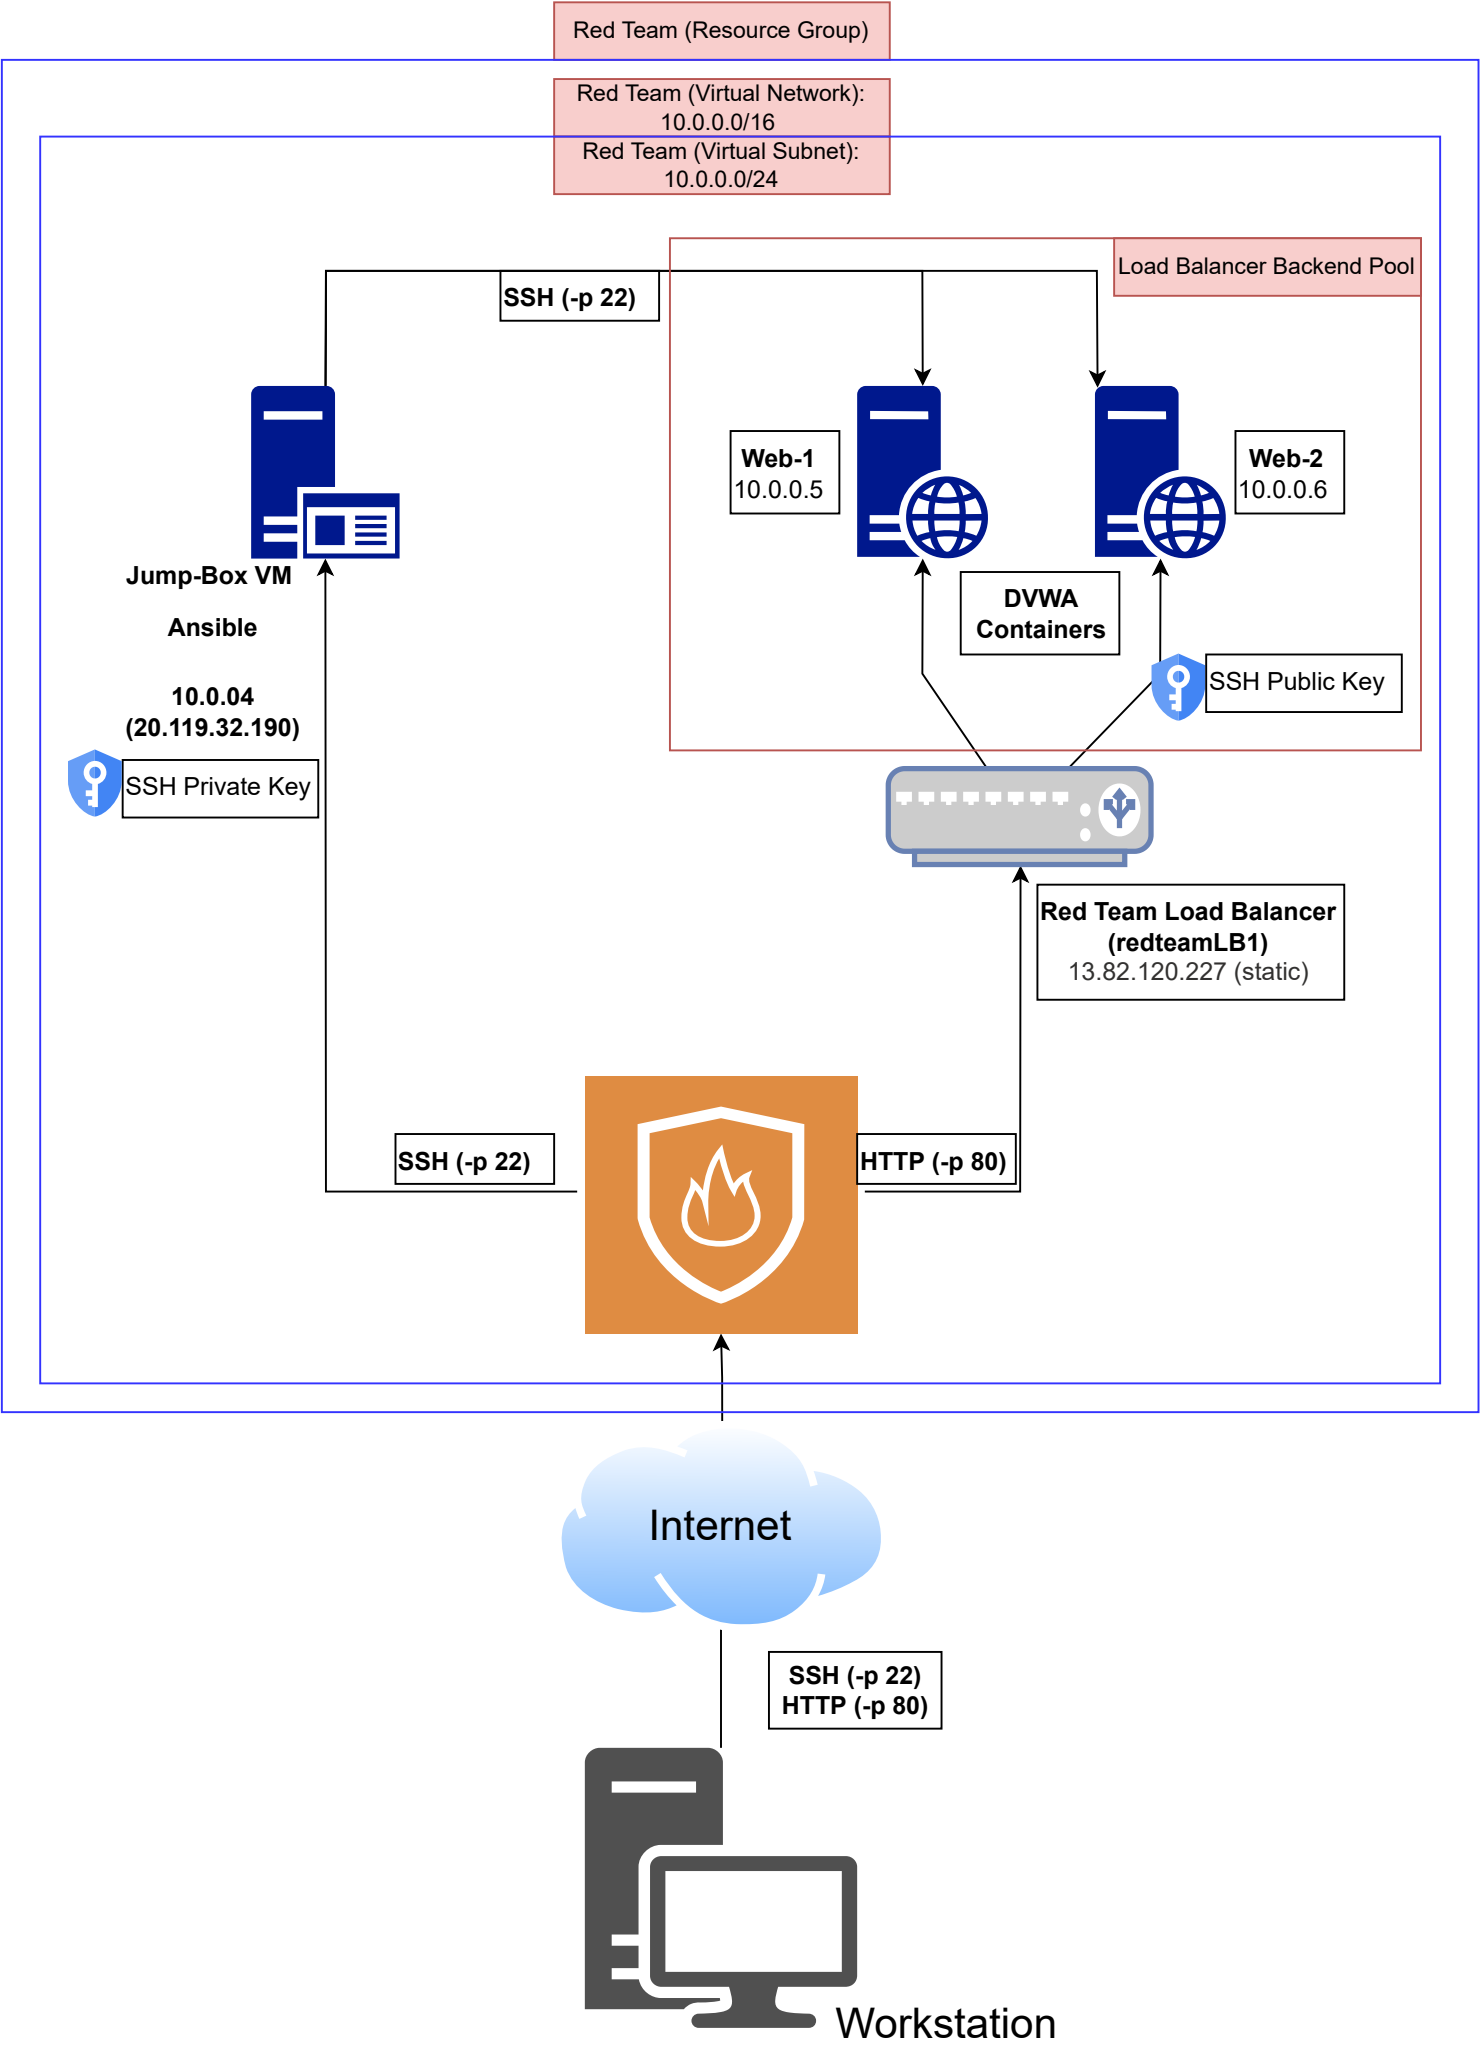 Red Team (Resource Group)
Red Team (Virtual Network):
10.0.0.0/16
Red Team (Virtual Subnet):
10.0.0.0/24
Load Balancer Backend Pool
SSH (-p 22)
Web-1
10.0.0.5
Web-2
10.0.0.6
Jump-Box VM
Ansible
10.0.04
(20.119.32.190)
DVWA
Containers
SSH Public Key
SSH Private Key
Red Team Load Balancer
(redteamLB1)
13.82.120.227 (static)
SSH (-p 22)
HTTP (-p 80)
Internet
SSH (-p 22)
HTTP (-p 80)
Workstation